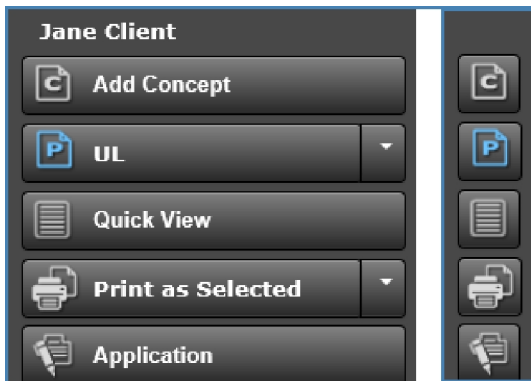 Jane Client
C Add Concept C
P UL P
Quick View
Print as Selected
Application